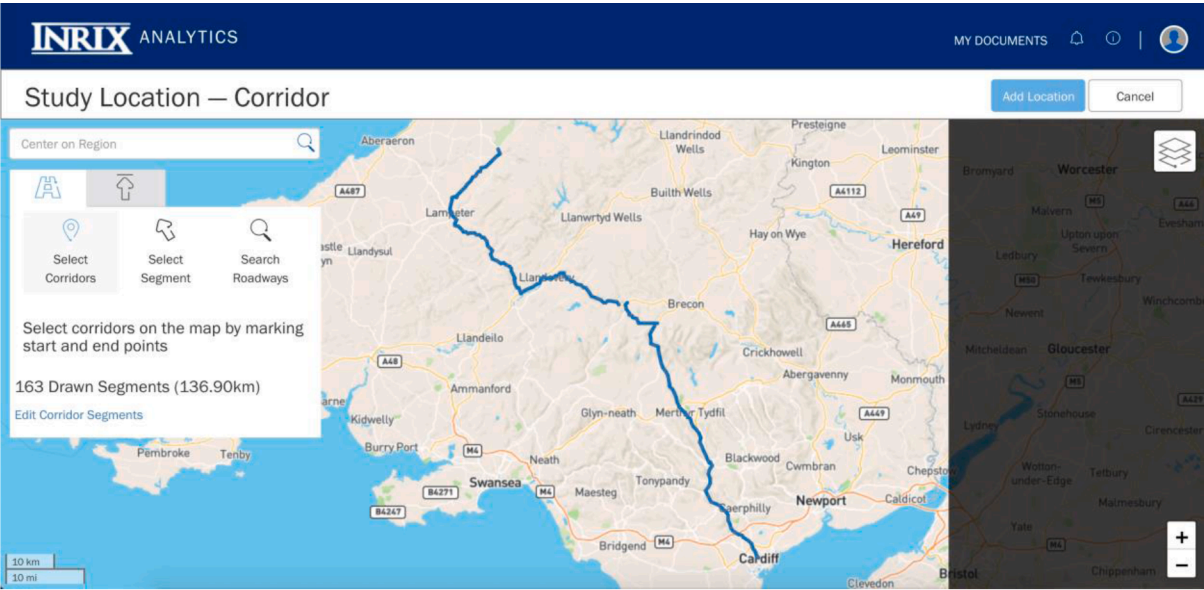 INRIX ANALYTICS
MY DOCUMENTS
Study Location — Corridor
Add Location
Cancel
Center on Region
Select Corridors
Select Segment
Search Roadways
Select corridors on the map by marking
start and end points
163 Drawn Segments (136.90km)
Edit Corridor Segments
Aberaeron
Llandrindod
Wells
Presteigne
Leominster
Kington
Bromyard
Worcester
A487
Builth Wells
A4112
M5
A46
Lampeter
Llanwrtyd Wells
A49
Malvern
Evesham
Hay on Wye
Upton upon
Severn
Hereford
Llandysul
Ledbury
Llandovery
M50
Tewkesbury
Brecon
Winchcomb
Newent
A465
Llandeilo
Crickhowell
Mitcheldean
Gloucester
A48
Abergavenny
Monmouth
M5
Ammanford
A429
Kidwelly
Glyn-neath
Merthyr Tydfil
A449
Stonehouse
Lydney
Cirencester
Usk
Burry Port
M4
Pembroke
Tenby
Neath
Blackwood
Cwmbran
Chepstow
Wotton-
under-Edge
Tetbury
Swansea
Tonypandy
B4271
M4
Maesteg
Newport
Caldicot
Malmesbury
B4247
Caerphilly
Yate
Bridgend
M4
M4
Cardiff
10 km
10 mi
Bristol
Chippenham
Clevedon